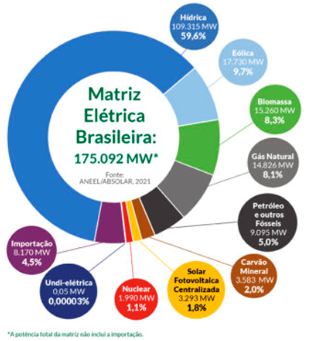 Hídrica
109.315 MW
59,6%
Eólica
17.730 MW
9,7%
Biomassa
15.260 MW
8,3%
Gás Natural
14.826 MW
8,1%
Petróleo
e outros
Fósseis
9.095 MW
5,0%
Carvão
Mineral
3.583 MW
2,0%
Solar
Fotovoltaica
Centralizada
3.293 MW
1,8%
Nuclear
1.990 MW
1,1%
Undi-elétrica
0,05 MW
0,00003%
Importação
8.170 MW
4,5%
Matriz
Elétrica
Brasileira:
175.092 MW*
Fonte:
ANEEL/ABSOLAR, 2021
*A potência total da matriz não inclui a importação.